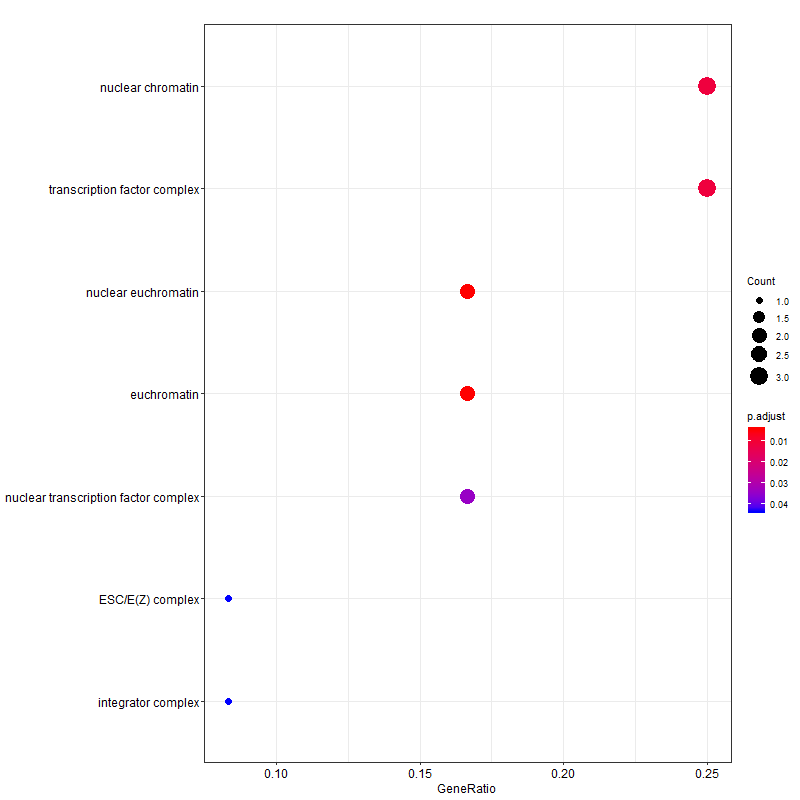 nuclear chromatin
transcription factor complex
nuclear euchromatin
euchromatin
nuclear transcription factor complex
ESC/E(Z) complex
integrator complex
0.10 0.15 0.20 0.25
GeneRatio
Count
1.0
1.5
2.0
2.5
3.0
p.adjust
0.01
0.02
0.03
0.04